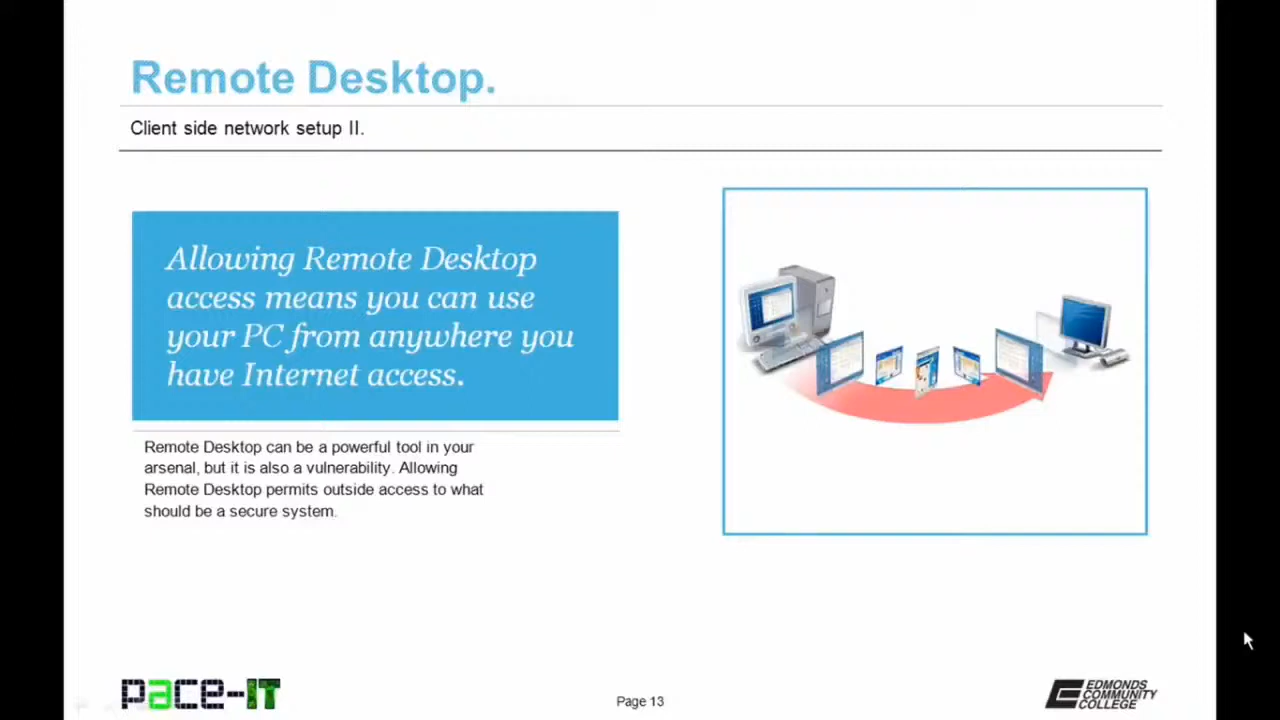 Remote Desktop.
Client side network setup II.
Allowing Remote Desktop
access means you can use
your PC from anywhere you
have Internet access.
Remote Desktop can be a powerful tool in your
arsenal, but it is also a vulnerability. Allowing
Remote Desktop permits outside access to what
should be a secure system.
pace-IT
Page 13
EDMONDS
COMMUNITY
COLLEGE